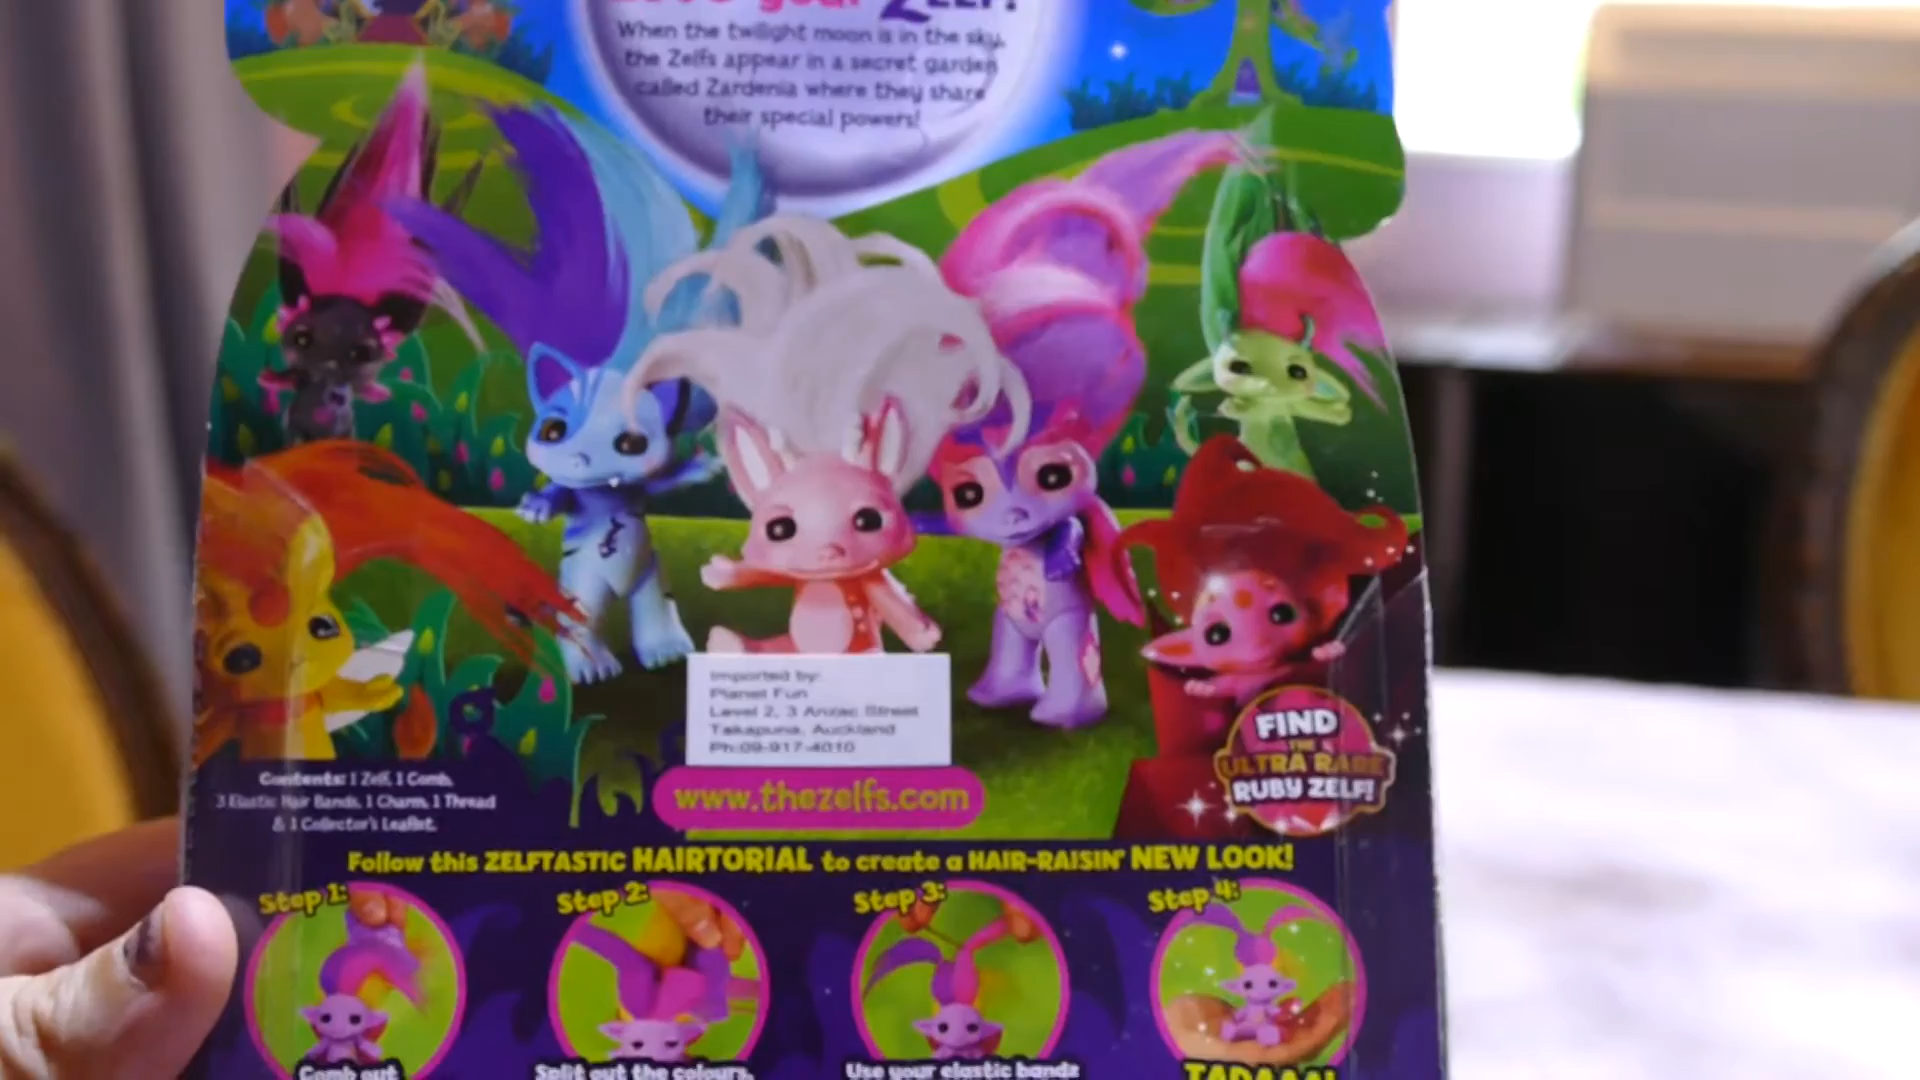 your ZELF!
When the twilight moon is in the sky,
the Zelfs appear in a secret garden
called Zardenia where they share
their special powers!
Imported by:
Planet Fun
Level 2, 3 Anzac Street
Takapuna, Auckland
Ph:09-917-4010
FIND
THE
ULTRA RARE
RUBY ZELF!
Contents: 1 Zelf, 1 Comb,
3 Elastic Hair Bands, 1 Charm, 1 Thread
& 1 Collector's Leaflet.
www.thezelfs.com
Follow this ZELFTASTIC HAIRTORIAL to create a HAIR-RAISIN' NEW LOOK!
Step 1:
Step 2:
Step 3:
Step 4:
Comb out
Split out the colours.
Use your elastic bands
TADAAA!